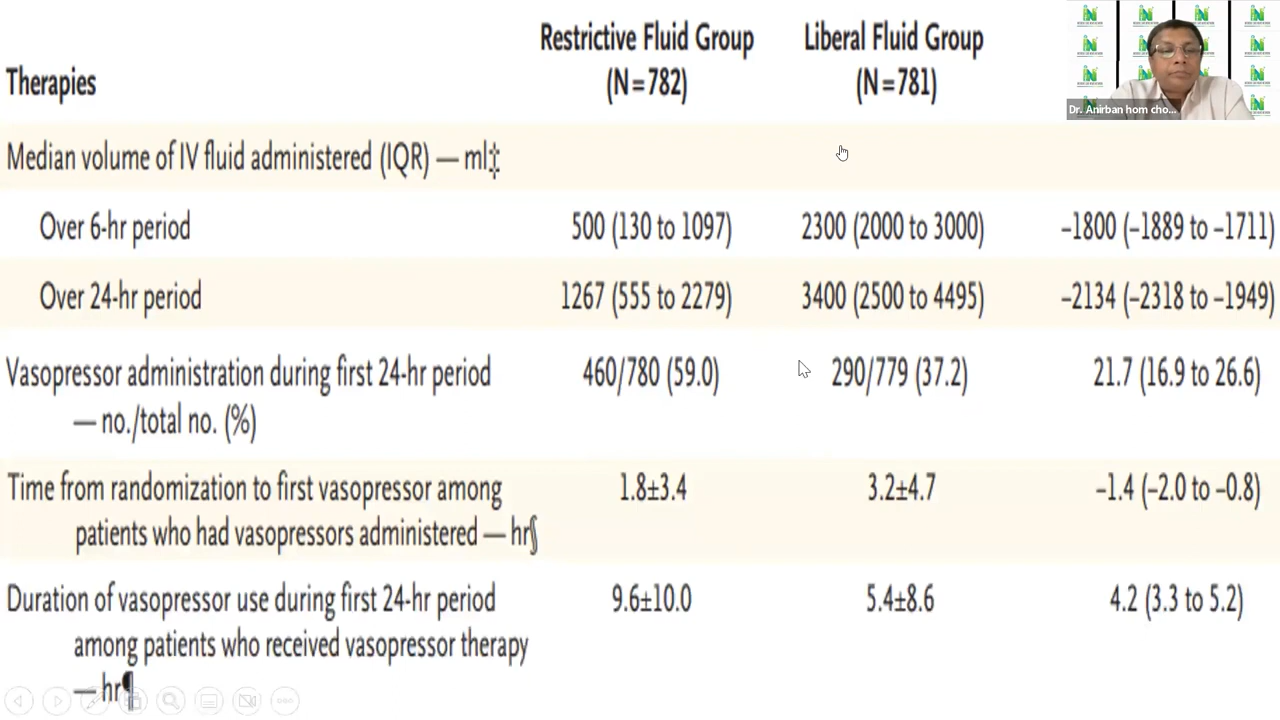 Restrictive Fluid Group Liberal Fluid Group
Therapies (N=782) (N=781)
Dr. Anirban hom cho...
Median volume of IV fluid administered (IQR) — ml‡
Over 6-hr period 500 (130 to 1097) 2300 (2000 to 3000) –1800 (–1889 to –1711)
Over 24-hr period 1267 (555 to 2279) 3400 (2500 to 4495) –2134 (–2318 to –1949)
Vasopressor administration during first 24-hr period 460/780 (59.0) 290/779 (37.2) 21.7 (16.9 to 26.6)
— no./total no. (%)
Time from randomization to first vasopressor among 1.8±3.4 3.2±4.7 –1.4 (–2.0 to –0.8)
patients who had vasopressors administered — hr§
Duration of vasopressor use during first 24-hr period 9.6±10.0 5.4±8.6 4.2 (3.3 to 5.2)
among patients who received vasopressor therapy
— hr¶